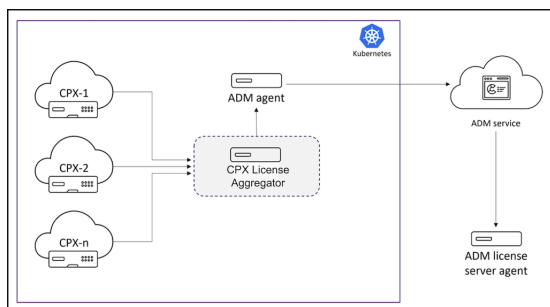 Kubernetes
CPX-1
ADM agent
ADM service
CPX-2
CPX License
Aggregator
CPX-n
ADM license
server agent